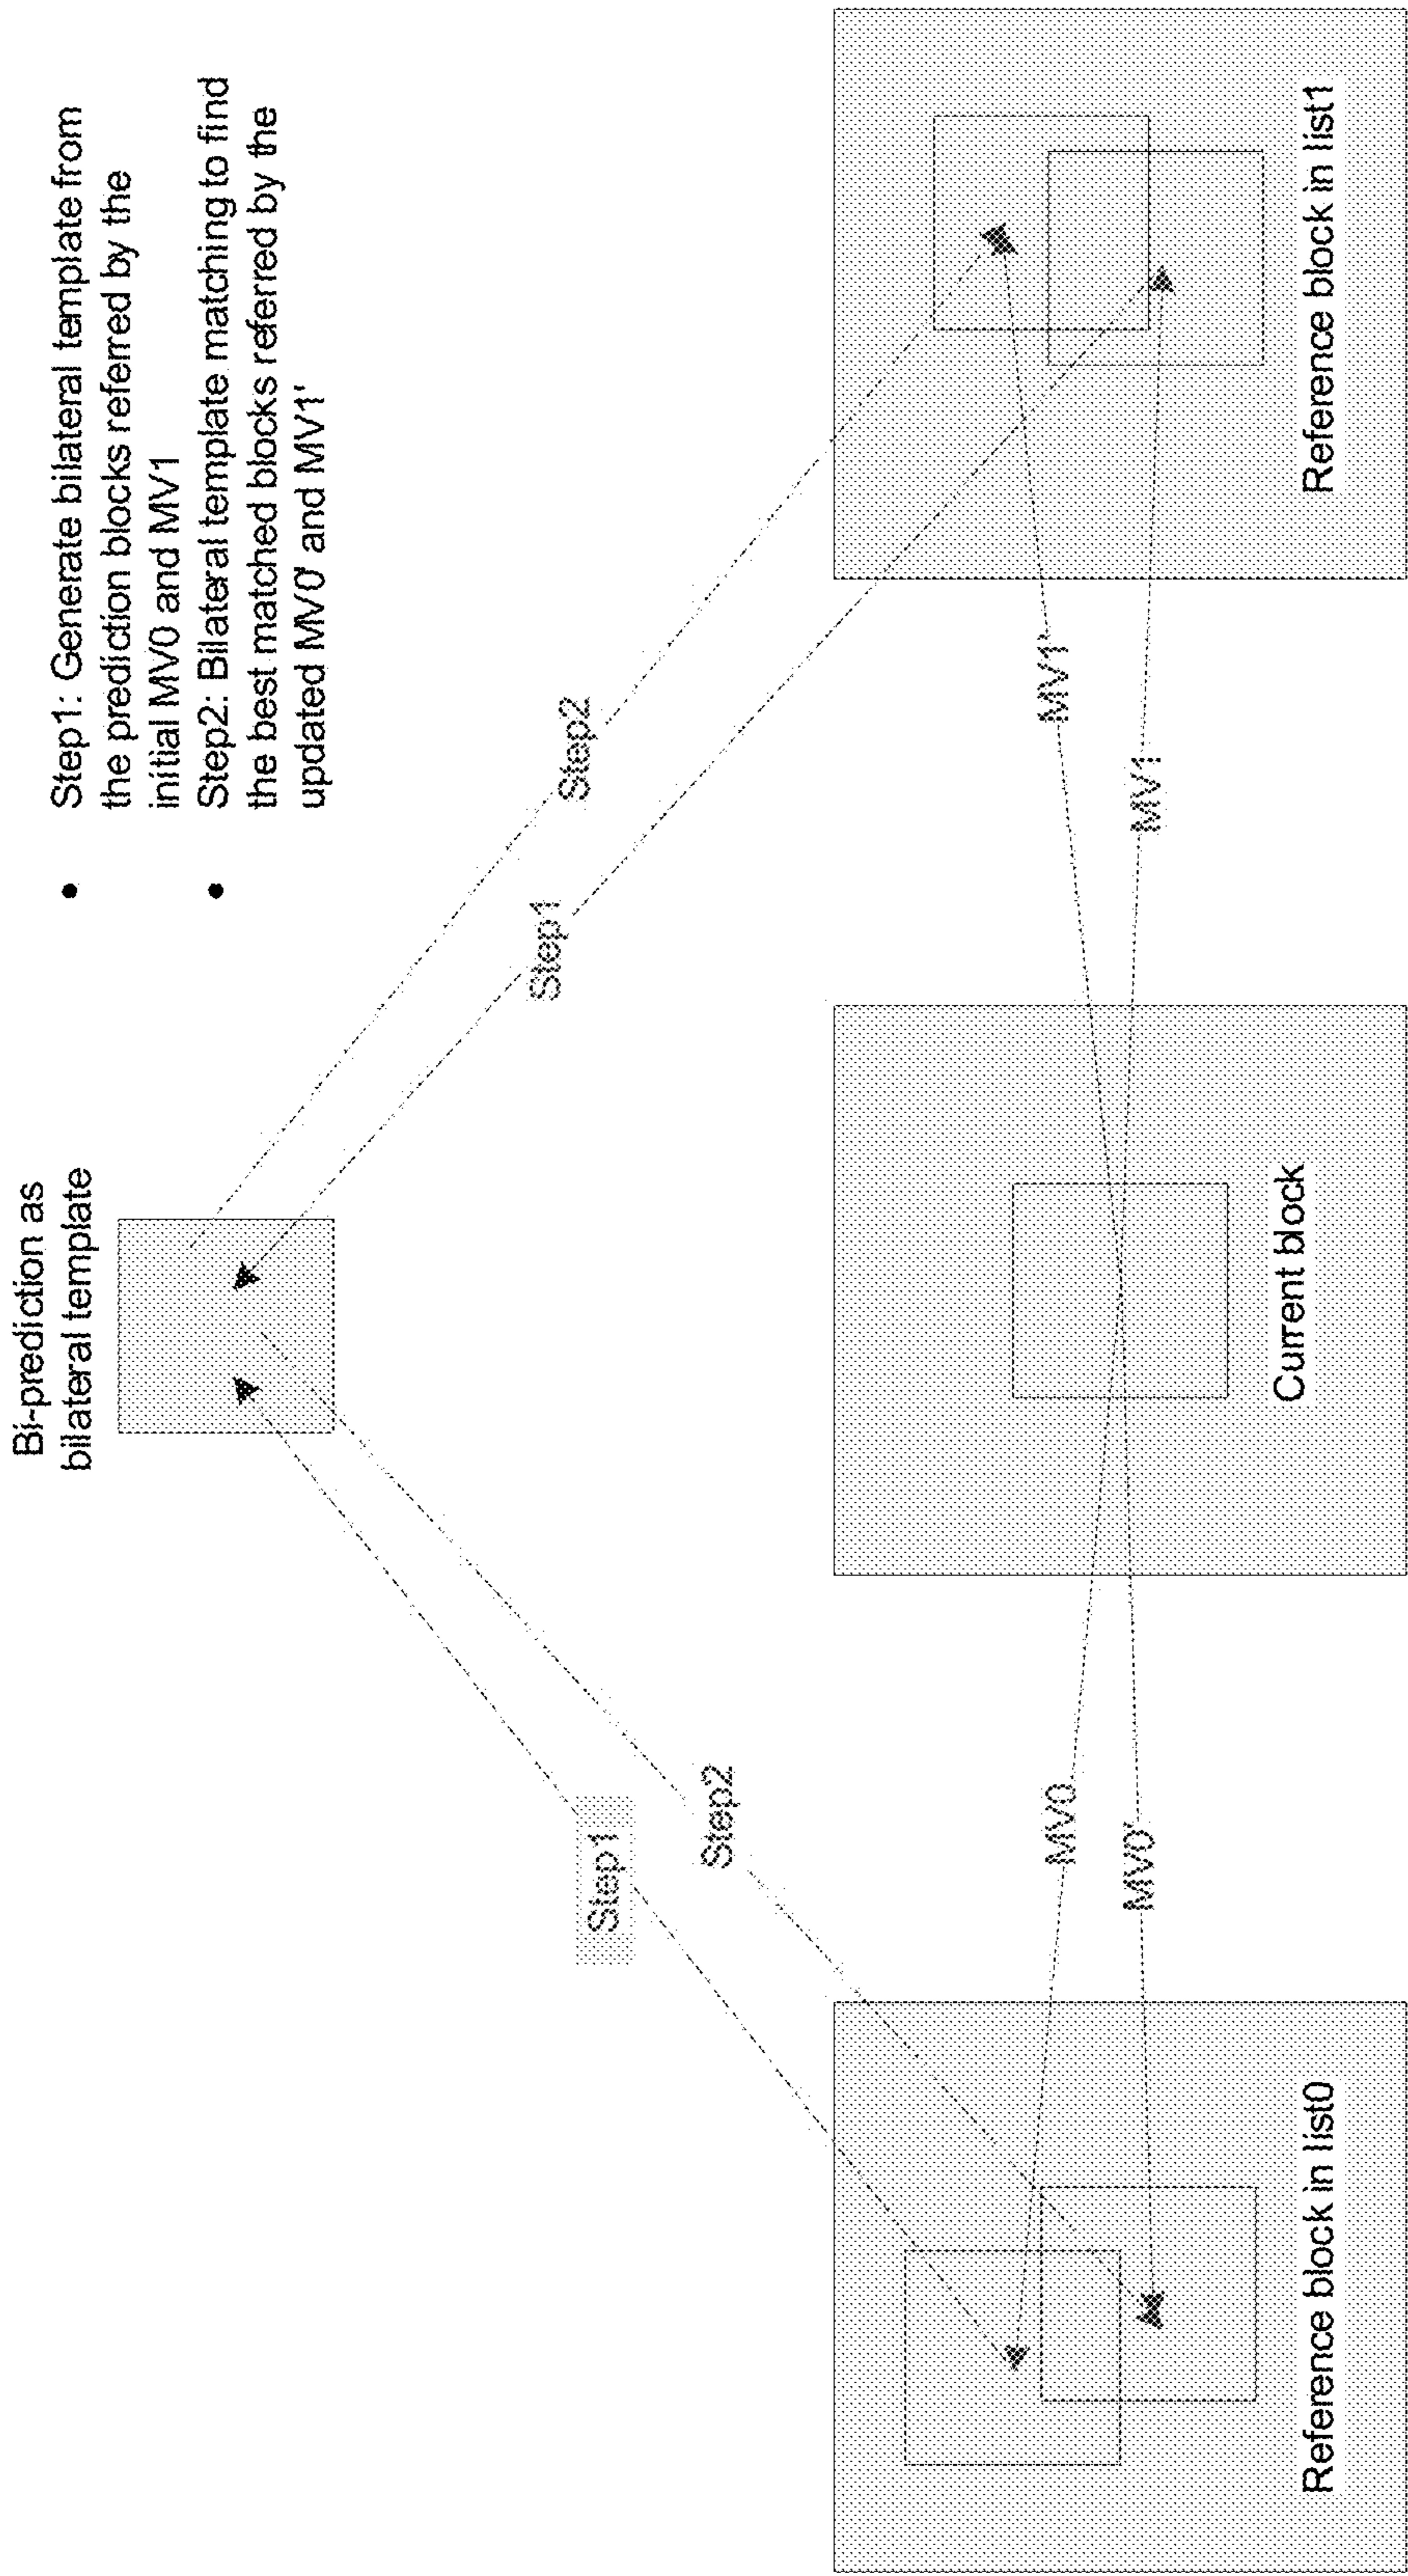 Bi-prediction as
bilateral template
• Step1: Generate bilateral template from
the prediction blocks referred by the
initial MV0 and MV1
• Step2: Bilateral template matching to find
the best matched blocks referred by the
updated MV0' and MV1'
Step1
Step2
Step1
Step2
MV0
MV0'
MV1'
MV1
Reference block in list0
Current block
Reference block in list1